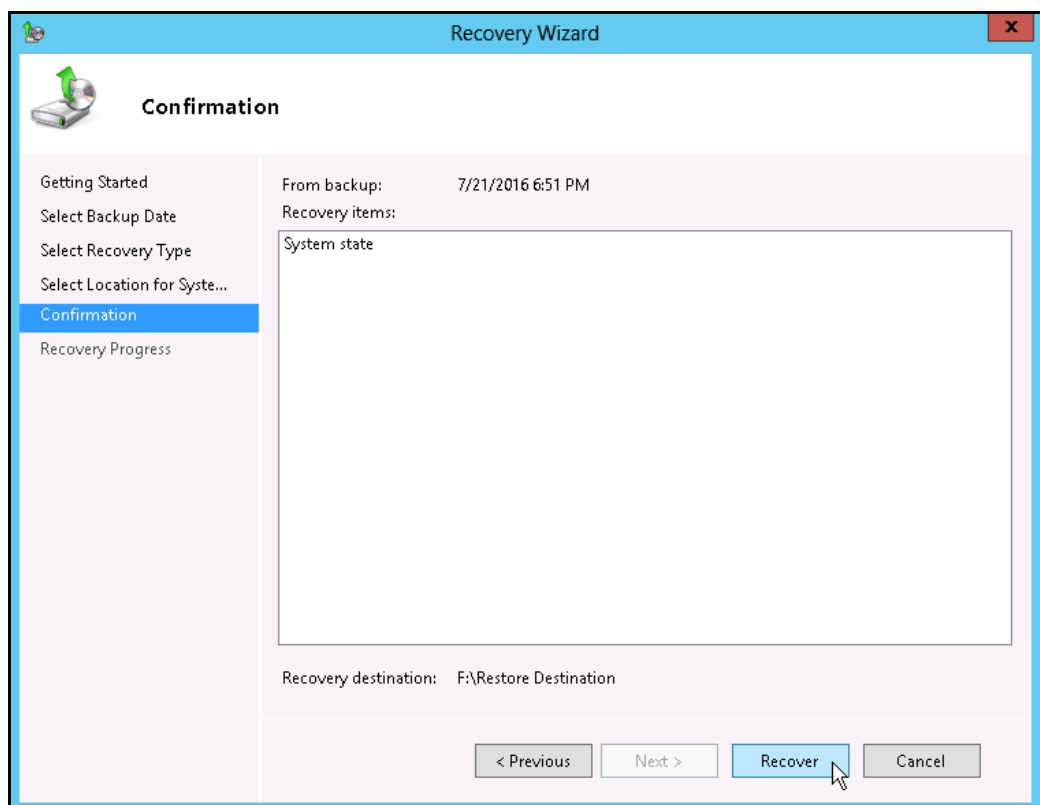 Recovery Wizard
x
Confirmation
Getting Started
Select Backup Date
Select Recovery Type
Select Location for Syste...
Confirmation
Recovery Progress
From backup: 7/21/2016 6:51 PM
Recovery items:
System state
Recovery destination: F:\Restore Destination
< Previous Next > Recover Cancel